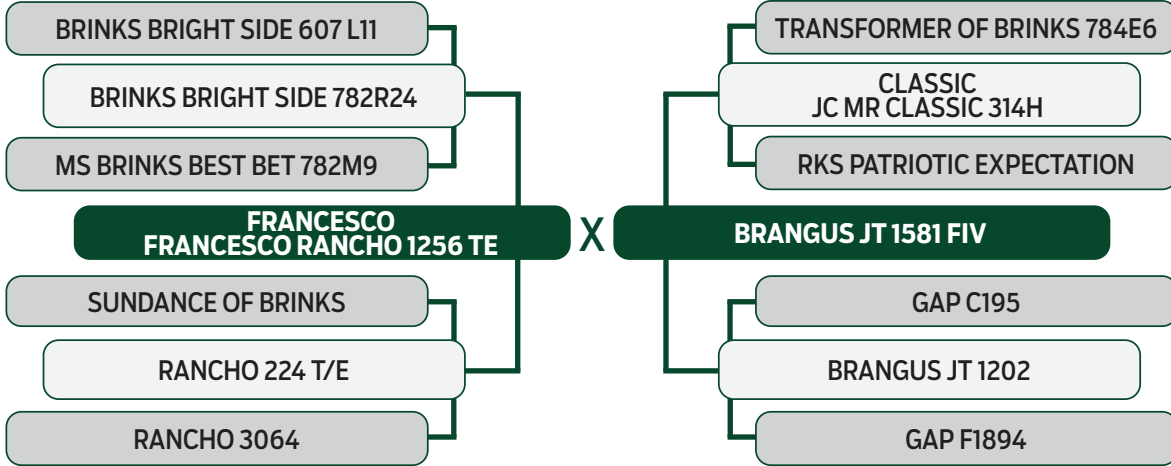 BRINKS BRIGHT SIDE 607 L11
BRINKS BRIGHT SIDE 782R24
MS BRINKS BEST BET 782M9
FRANCESCO
FRANCESCO RANCHO 1256 TE
SUNDANCE OF BRINKS
RANCHO 224 T/E
RANCHO 3064
X
TRANSFORMER OF BRINKS 784E6
CLASSIC
JC MR CLASSIC 314H
RKS PATRIOTIC EXPECTATION
BRANGUS JT 1581 FIV
GAP C195
BRANGUS JT 1202
GAP F1894